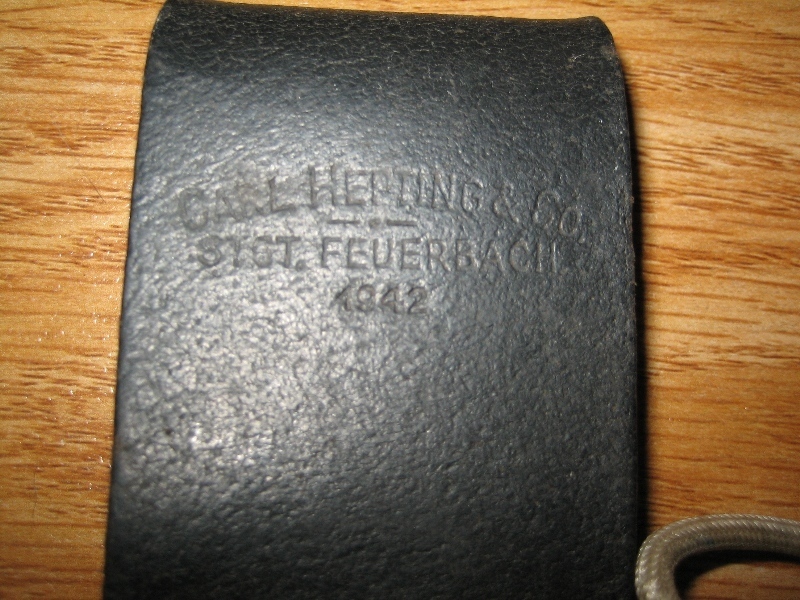 CARL HEPTING & Co.
STGT. FEUERBACH.
1942